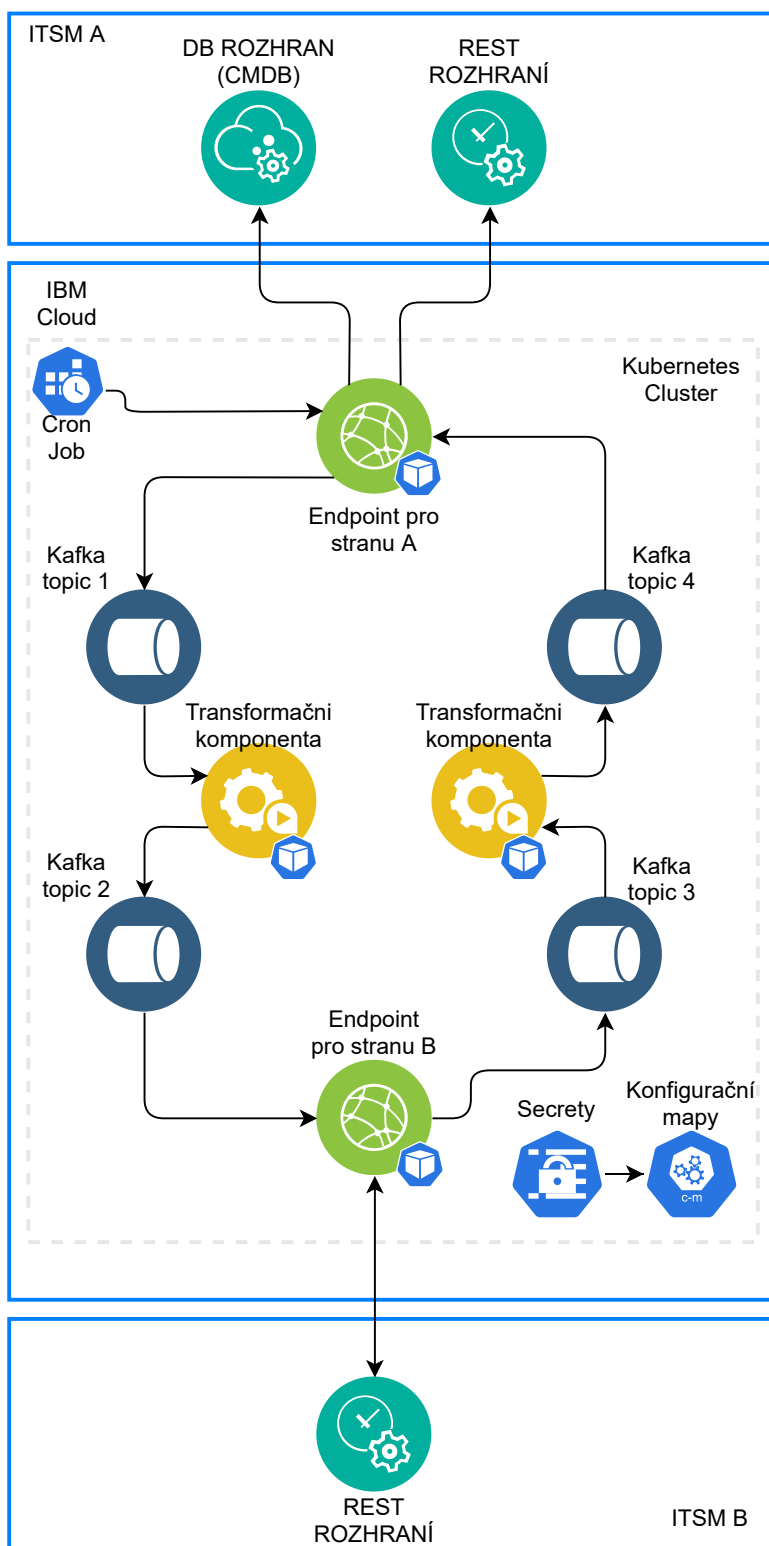 ITSM A
DB ROZHRAN
(CMDB)
REST
ROZHRANÍ
IBM
Cloud
Kubernetes
Cluster
Cron
Job
Endpoint pro
stranu A
Kafka
topic 1
Kafka
topic 4
Transformačni
komponenta
Transformačni
komponenta
Kafka
topic 2
Kafka
topic 3
Endpoint
pro stranu B
Secrety
Konfigurační
mapy
c-m
REST
ROZHRANÍ
ITSM B